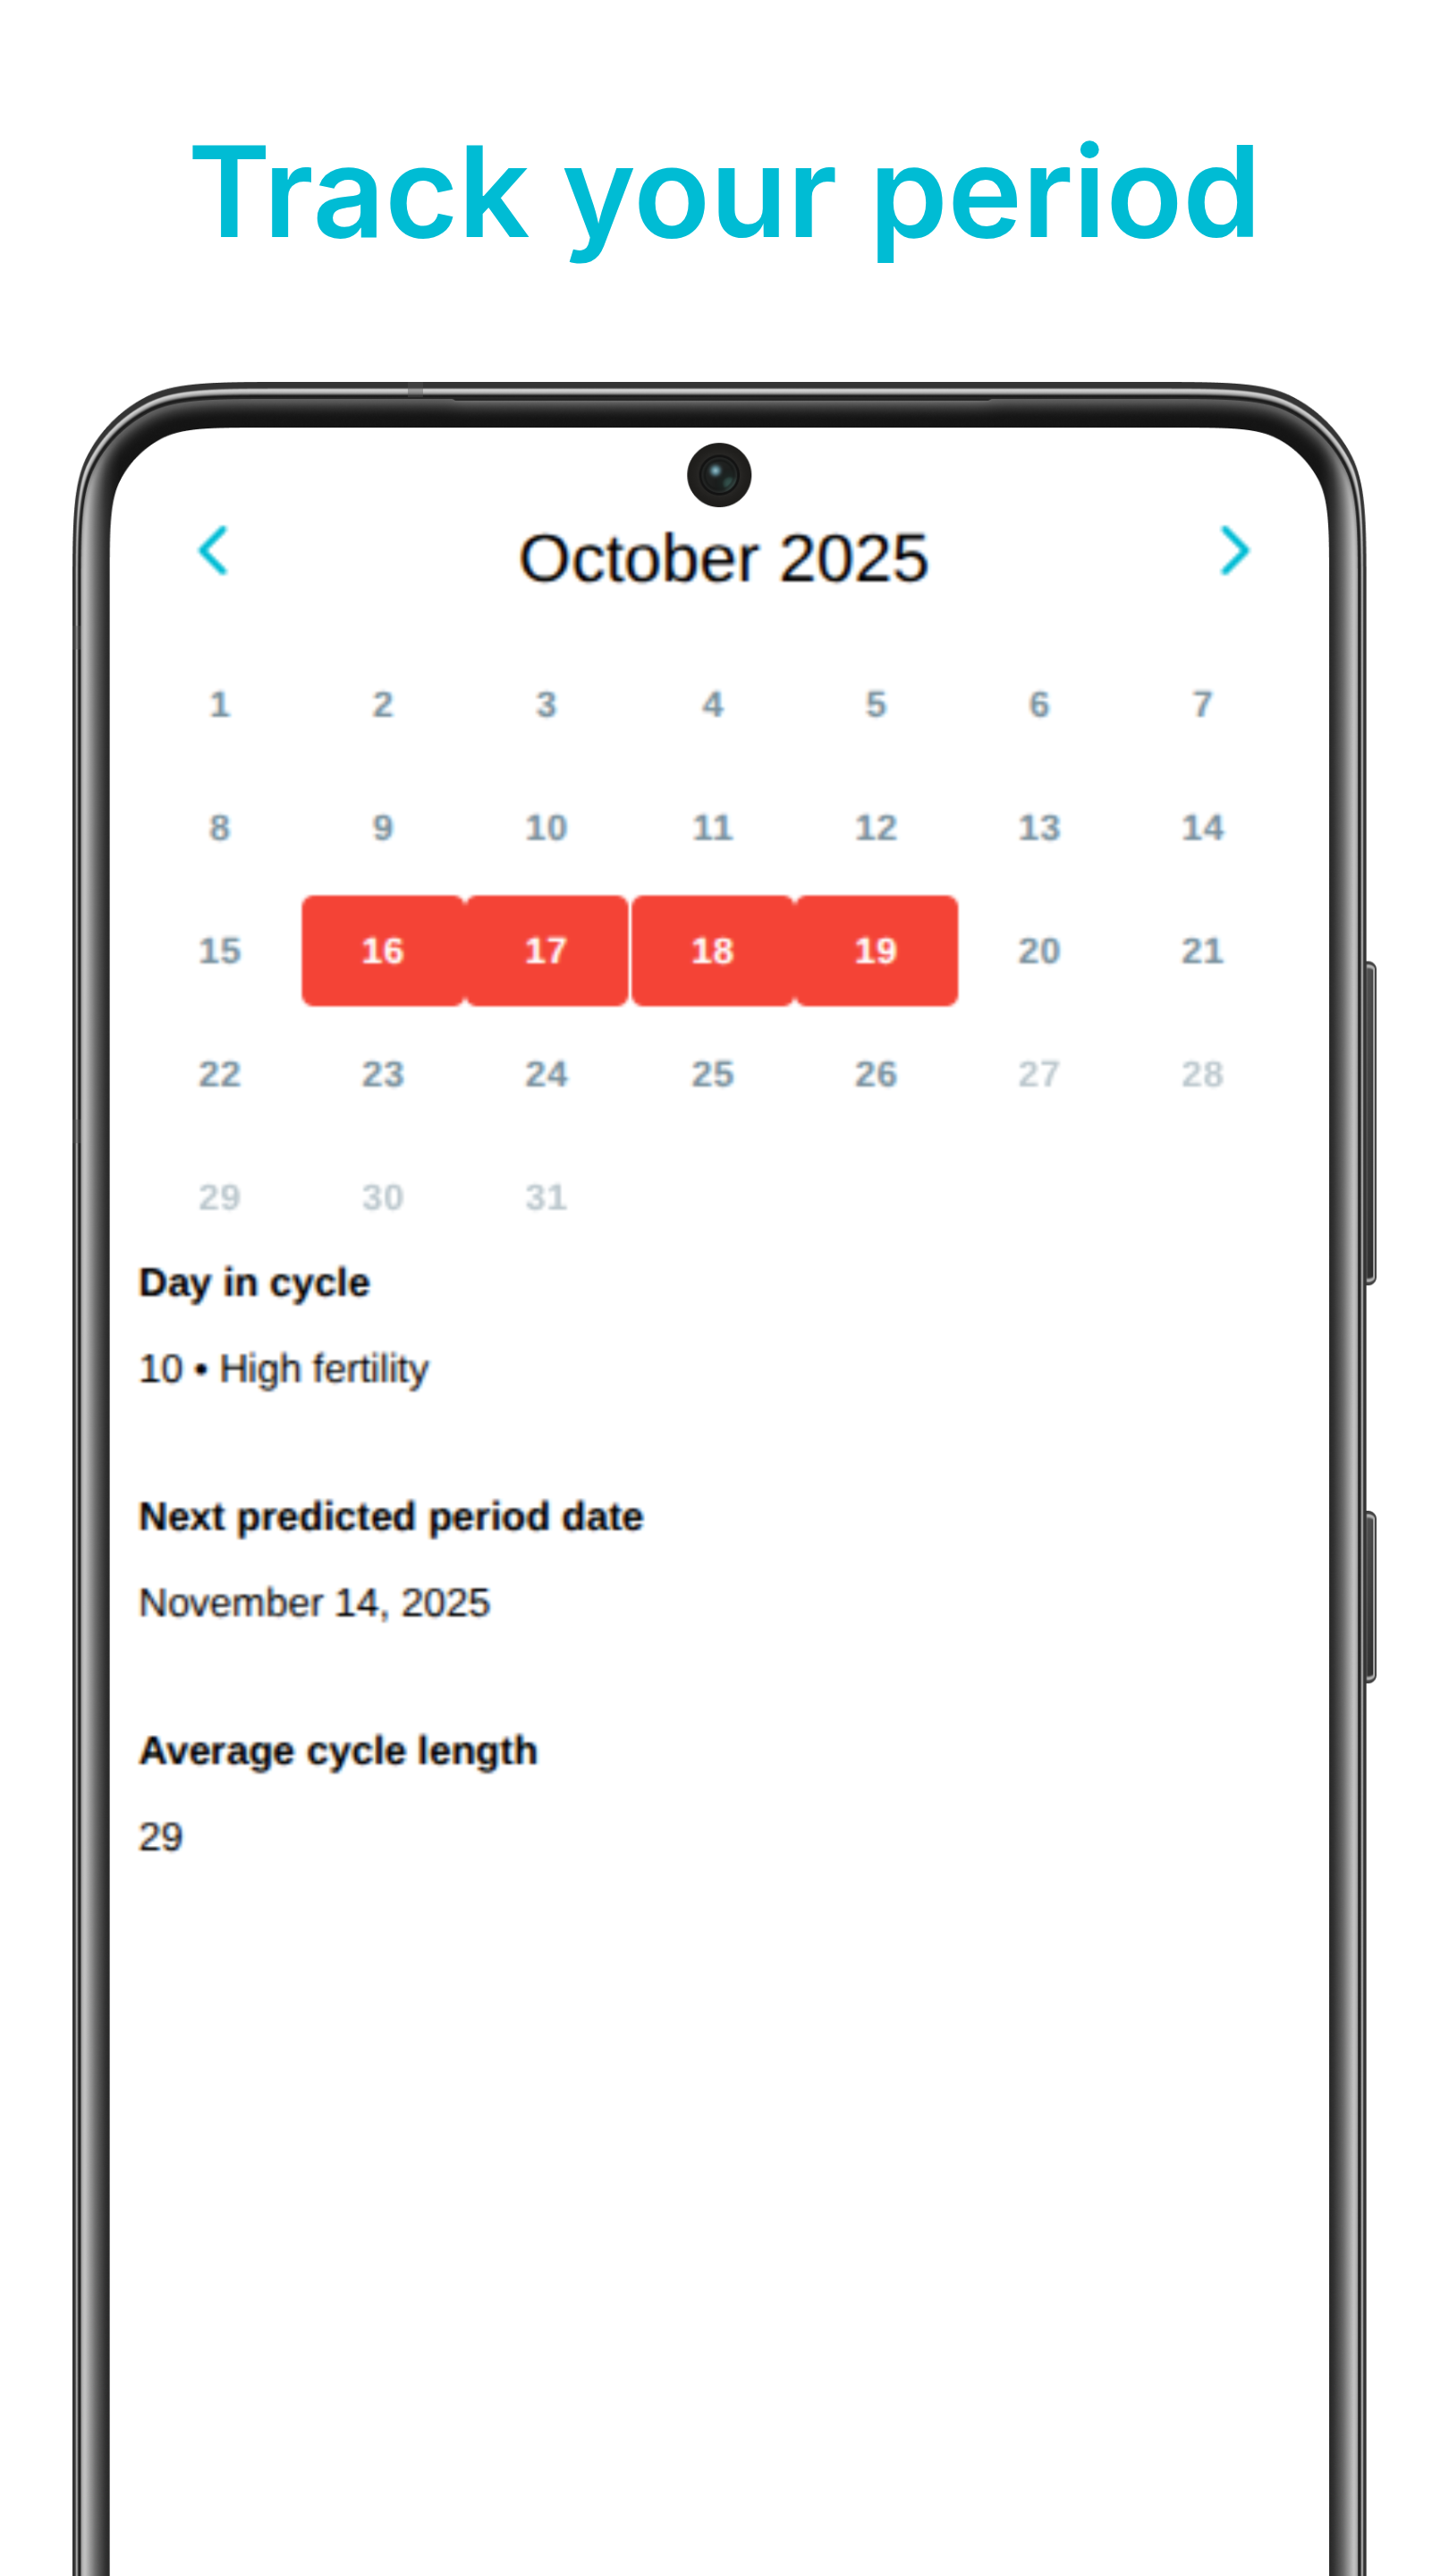 Track your period
October 2025
1 2 3 4 5 6 7
8 9 10 11 12 13 14
15 16 17 18 19 20 21
22 23 24 25 26 27 28
29 30 31
Day in cycle
10 • High fertility
Next predicted period date
November 14, 2025
Average cycle length
29